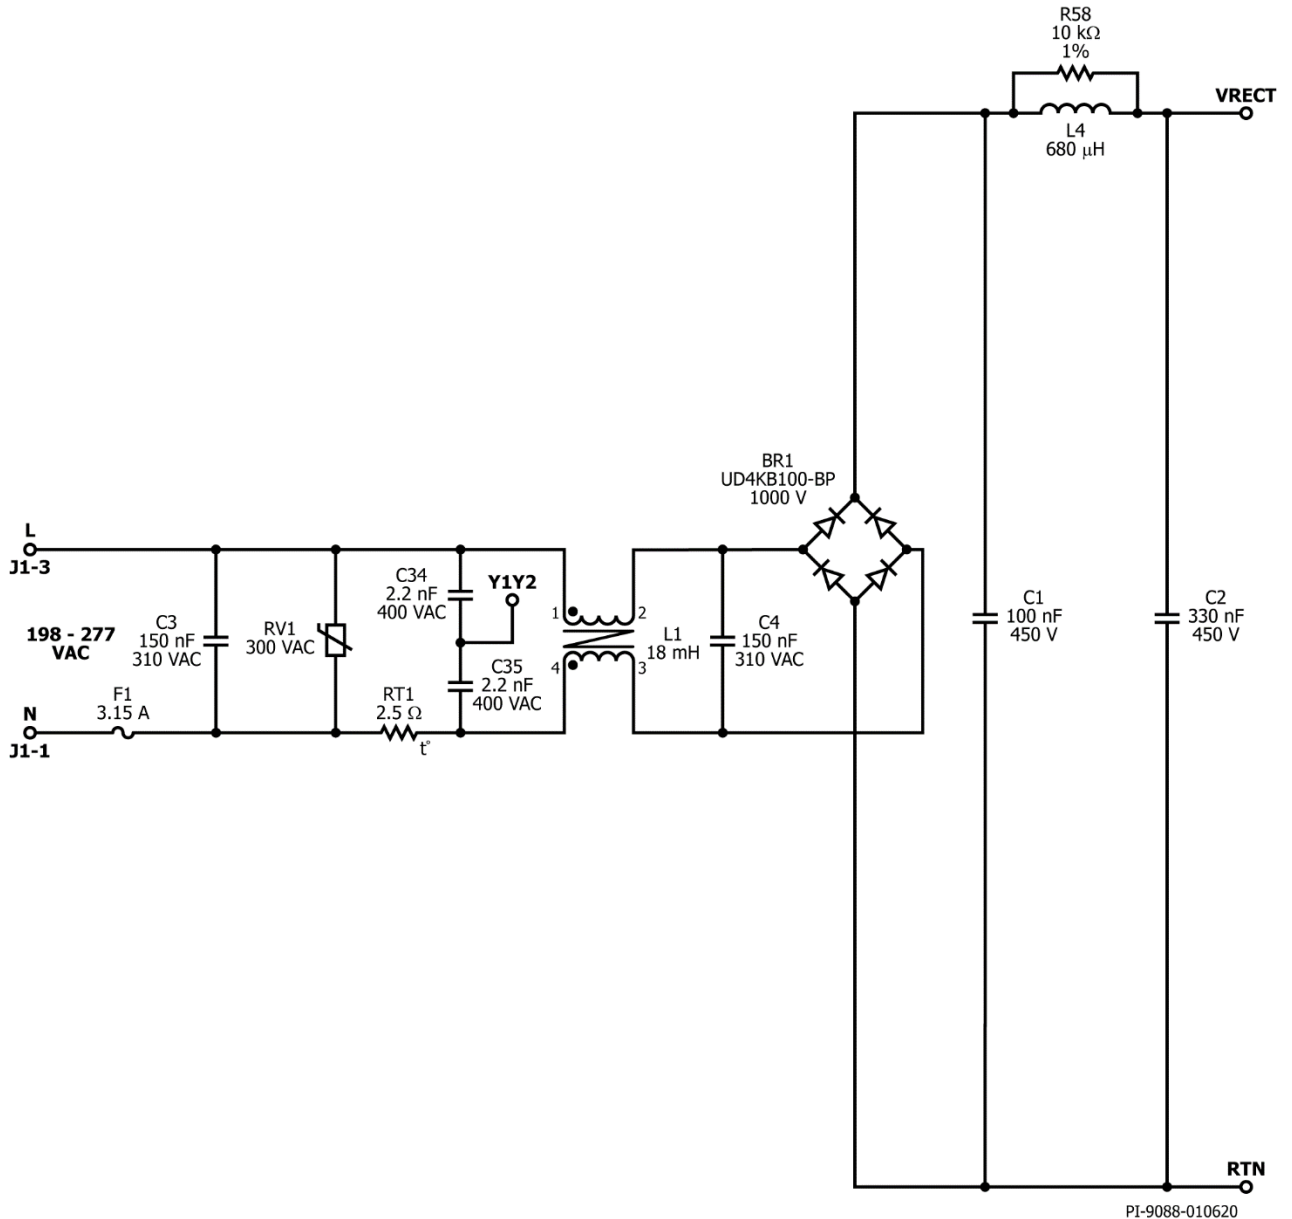 R58
10 kΩ
1%
VRECT
L4
680 μH
BR1
UD4KB100-BP
1000 V
L
J1-3
198 - 277
VAC
N
J1-1
F1
3.15 A
C3
150 nF
310 VAC
RV1
300 VAC
RT1
2.5 Ω
t°
C34
2.2 nF
400 VAC
Y1Y2
C35
2.2 nF
400 VAC
1
2
4
3
L1
18 mH
C4
150 nF
310 VAC
C1
100 nF
450 V
C2
330 nF
450 V
RTN
PI-9088-010620